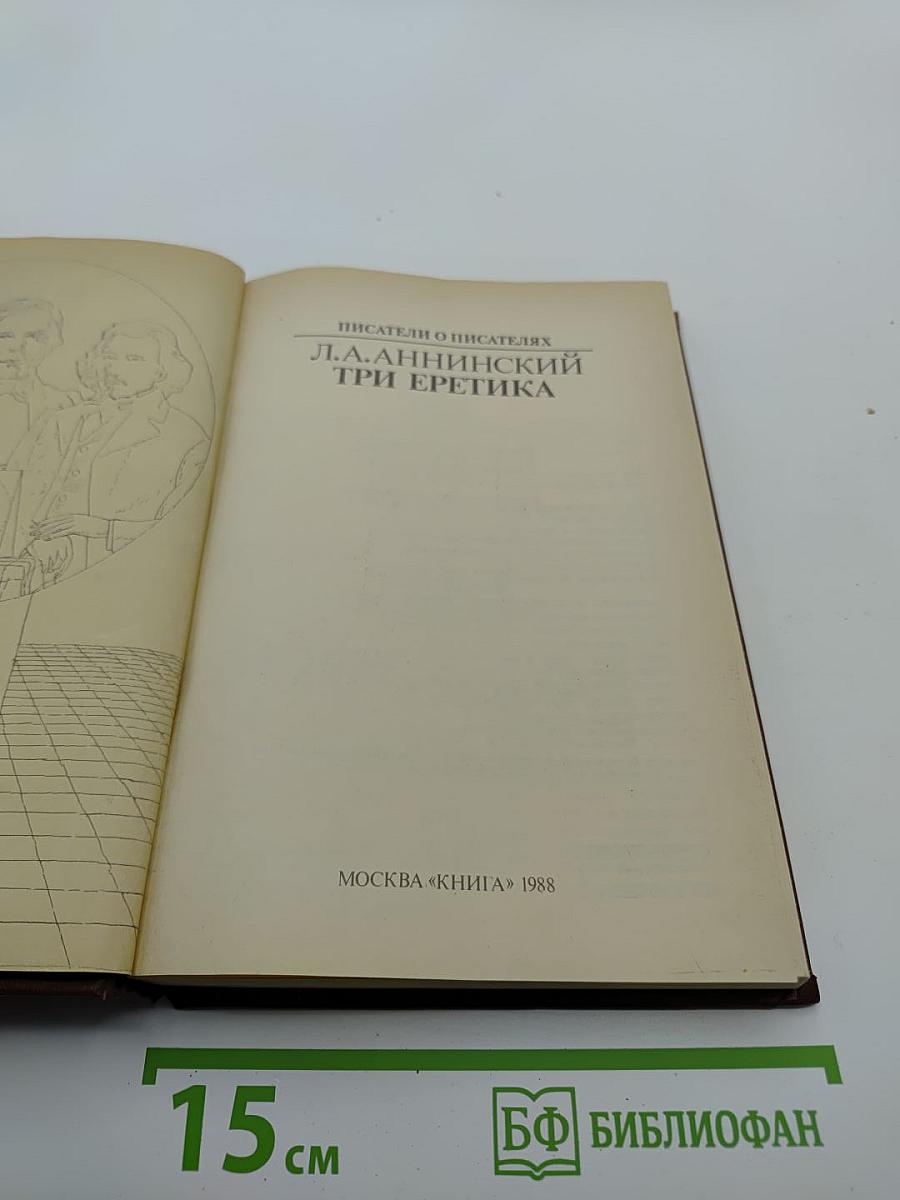 ПИСАТЕЛИ О ПИСАТЕЛЯХ
Л.А.АННИНСКИЙ
ТРИ ЕРЕТИКА
МОСКВА «КНИГА» 1988
15 см
БФ БИБЛИОФАН